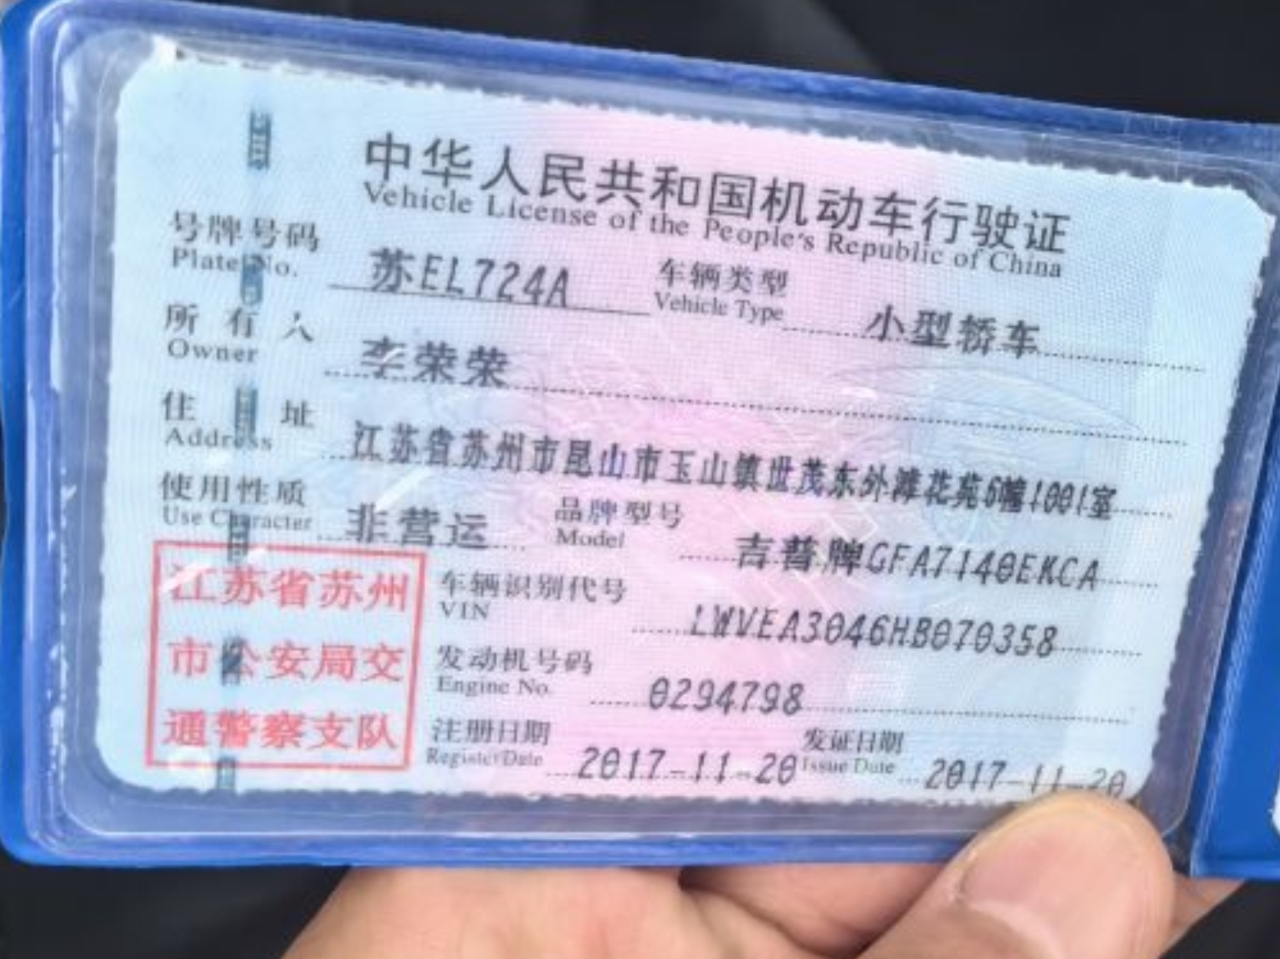 中华人民共和国机动车行驶证
Vehicle License of the People's Republic of China
号牌号码 苏EL724A 车辆类型 小型轿车
Plate No. Vehicle Type
所有人 李荣荣
Owner
住址 江苏省苏州市昆山市玉山镇世茂东外滩花苑6幢1001室
Address
使用性质 非营运 品牌型号 吉普牌GFA7140EKCA
Use Character Model
车辆识别代号 LWVEA3046HB070358
VIN
发动机号码 0294798
Engine No.
注册日期 2017-11-20 发证日期 2017-11-20
Register Date Issue Date
江苏省苏州
市公安局交
通警察支队